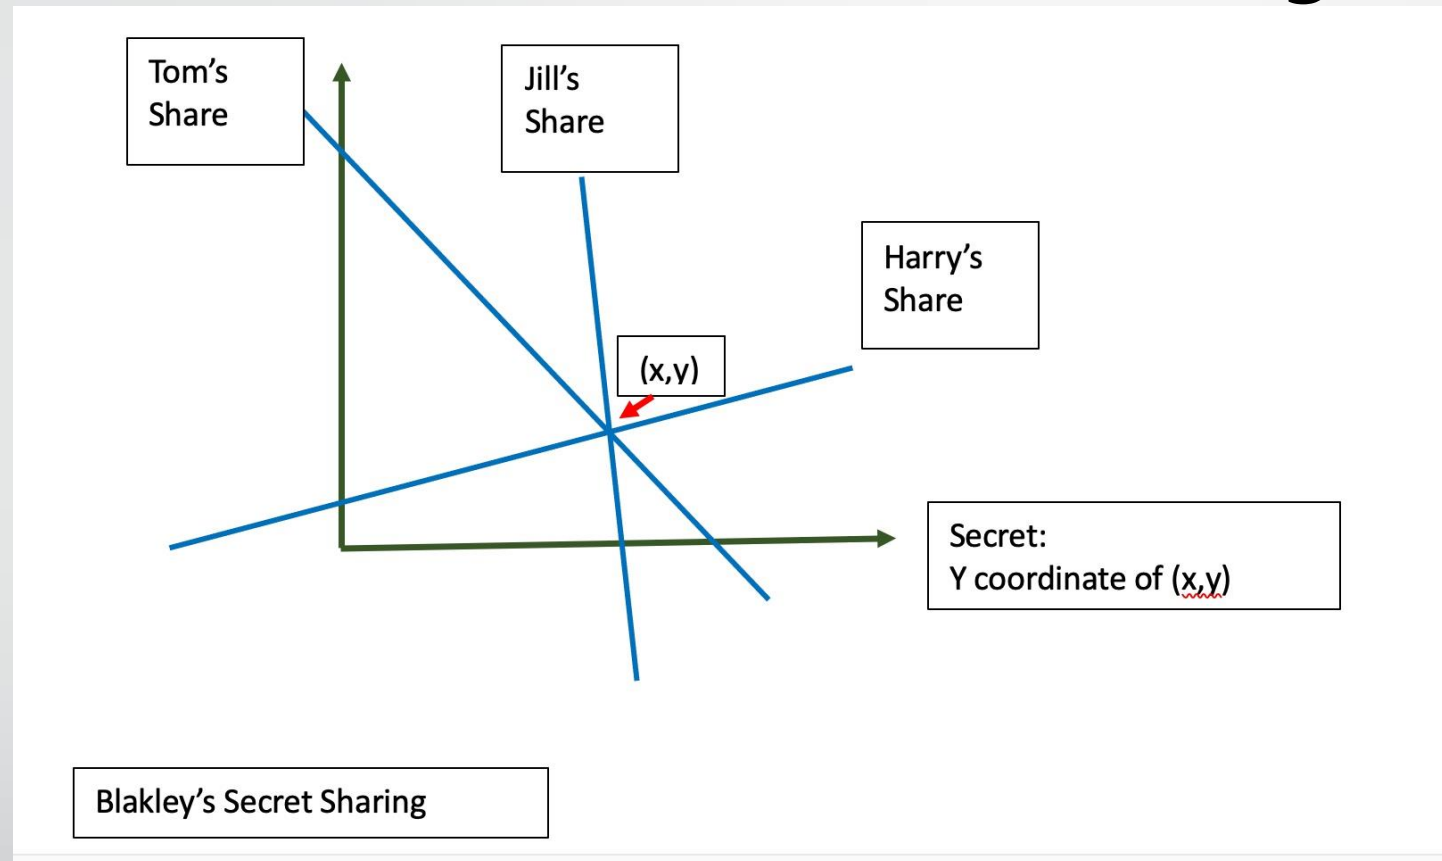 Tom’s
Share
Jill’s
Share
Harry’s
Share
(x,y)
Secret:
Y coordinate of (x,y)
Blakley’s Secret Sharing